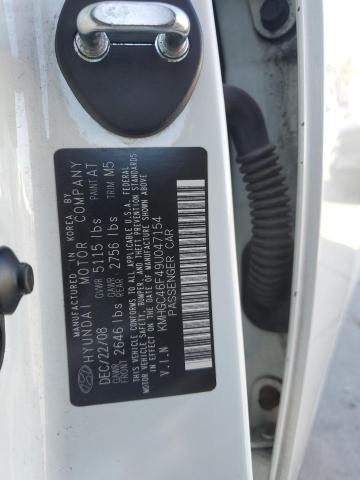 MANUFACTURED IN KOREA BY
HYUNDAI MOTOR COMPANY
DEC/22/08 GVWR 5115 lbs PAINT AT
GAWR FRONT 2646 lbs GAWR REAR 2756 lbs TRIM M5
THIS VEHICLE CONFORMS TO ALL APPLICABLE U.S.A. FEDERAL
MOTOR VEHICLE SAFETY, BUMPER, AND THEFT PREVENTION STANDARDS
IN EFFECT ON THE DATE OF MANUFACTURE SHOWN ABOVE.
V.I.N KMHGC46F49U047154
PASSENGER CAR